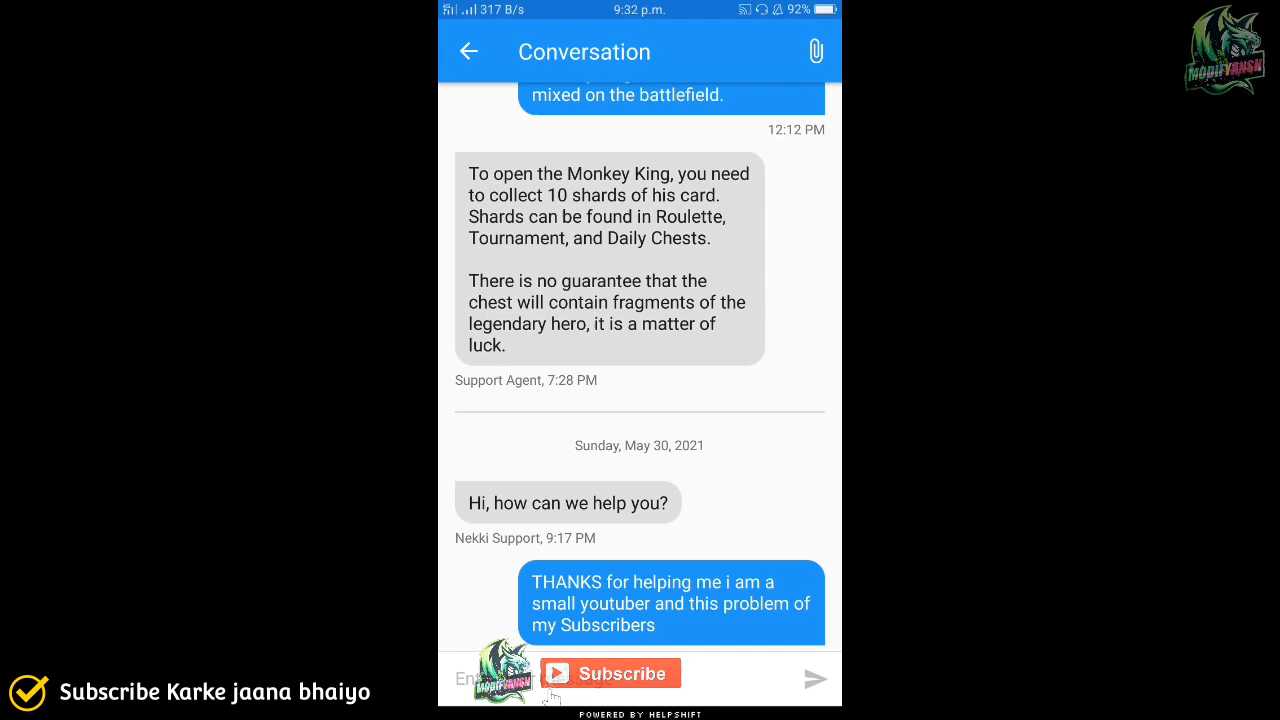 317 B/s
9:32 p.m.
92%
MODIFYANSH
Conversation
mixed on the battlefield.
12:12 PM
To open the Monkey King, you need
to collect 10 shards of his card.
Shards can be found in Roulette,
Tournament, and Daily Chests.
There is no guarantee that the
chest will contain fragments of the
legendary hero, it is a matter of
luck.
Support Agent, 7:28 PM
Sunday, May 30, 2021
Hi, how can we help you?
Nekki Support, 9:17 PM
THANKS for helping me i am a
small youtuber and this problem of
my Subscribers
MODIFYANSH
Subscribe
Subscribe Karke jaana bhaiyo
POWERED BY HELPSHIFT